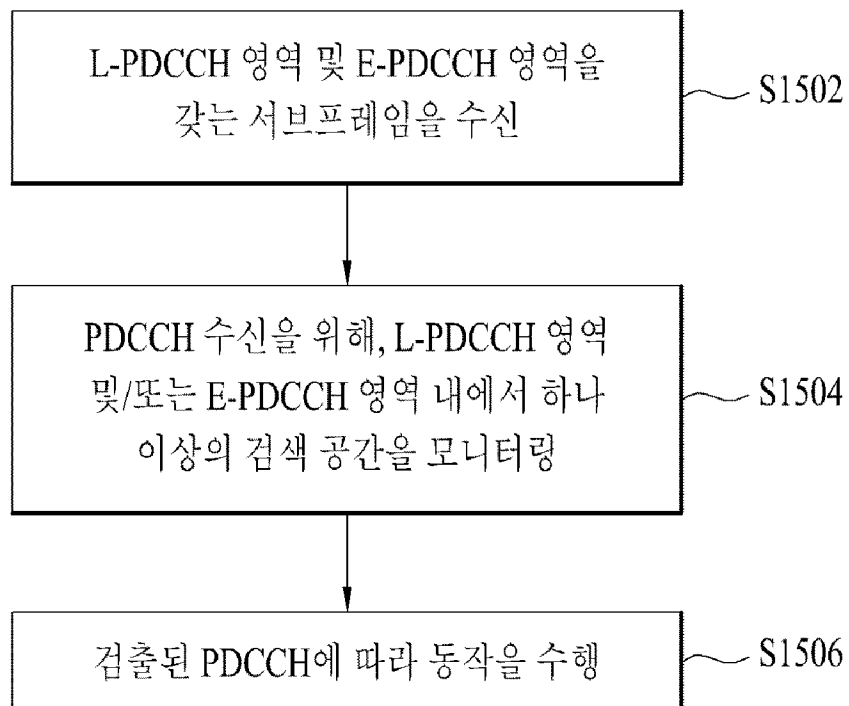 L-PDCCH 영역 및 E-PDCCH 영역을
갖는 서브프레임을 수신
S1502
PDCCH 수신을 위해, L-PDCCH 영역
및/또는 E-PDCCH 영역 내에서 하나
이상의 검색 공간을 모니터링
S1504
검출된 PDCCH에 따라 동작을 수행
S1506